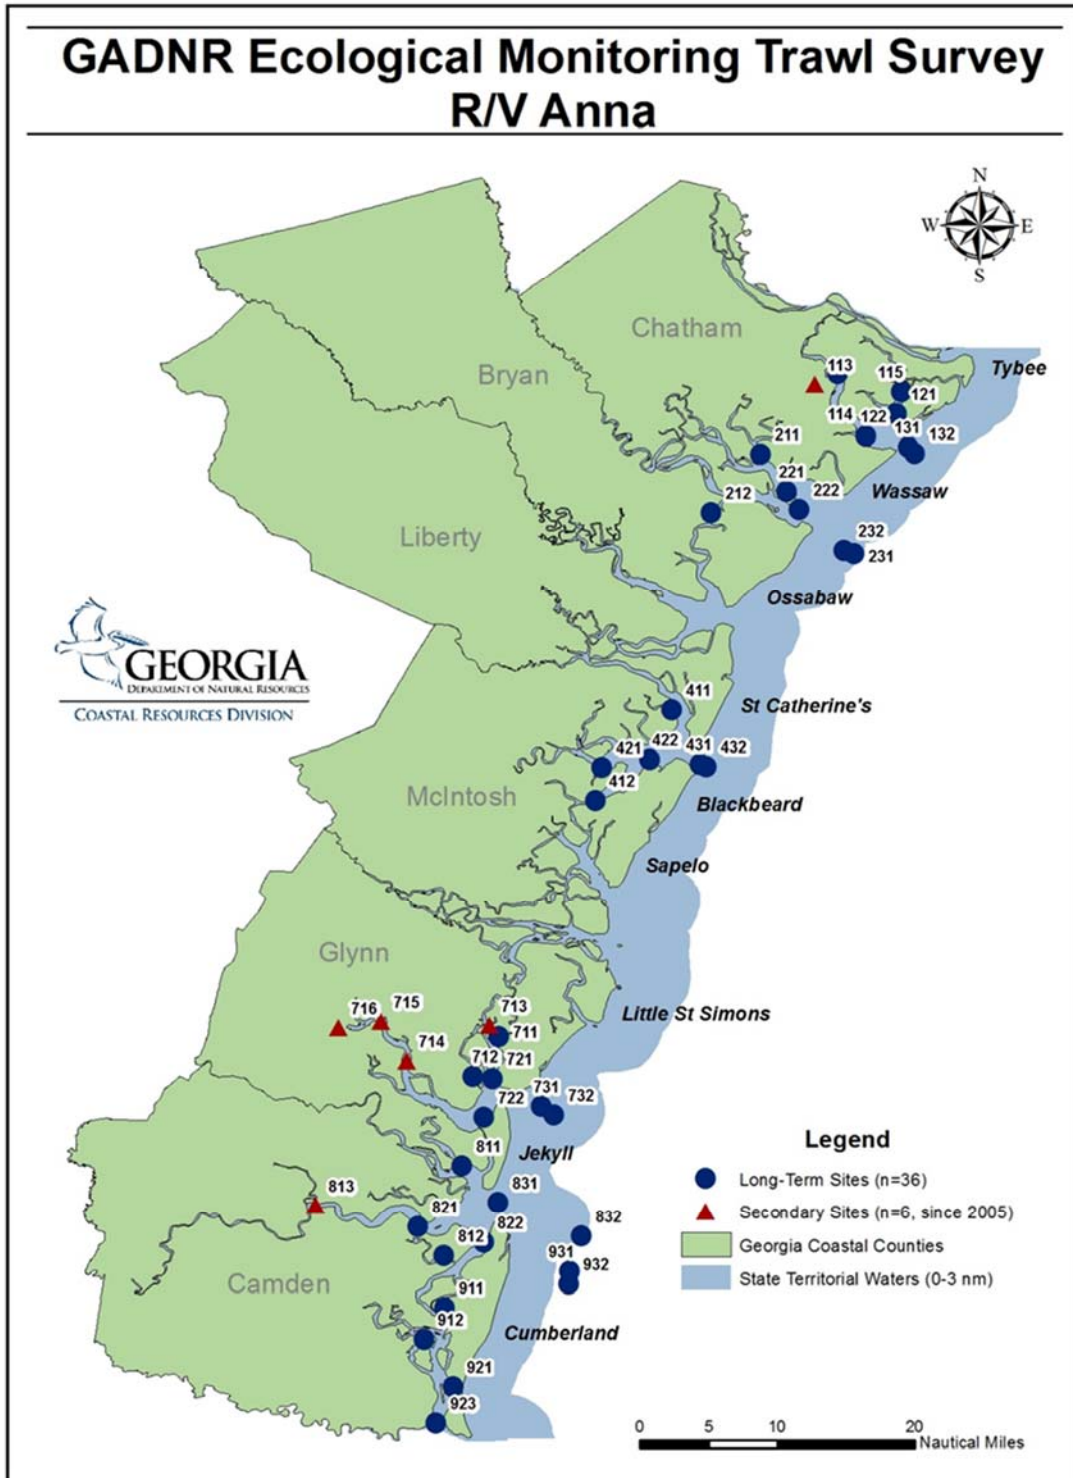 GADNR Ecological Monitoring Trawl Survey
R/V Anna
N
W E
S
Chatham
Tybee
Bryan
113
115
121
114
122
131
132
211
221
222
Wassaw
212
232
231
Liberty
Ossabaw
GEORGIA
DEPARTMENT OF NATURAL RESOURCES
COASTAL RESOURCES DIVISION
411
St Catherine's
421
422
431
432
412
McIntosh
Blackbeard
Sapelo
Glynn
716
715
713
711
Little St Simons
714
712
721
722
731
732
811
Jekyll
813
831
821
822
832
812
931
932
Camden
911
912
Cumberland
921
923
Legend
Long-Term Sites (n=36)
Secondary Sites (n=6, since 2005)
Georgia Coastal Counties
State Territorial Waters (0-3 nm)
0 5 10 20
Nautical Miles